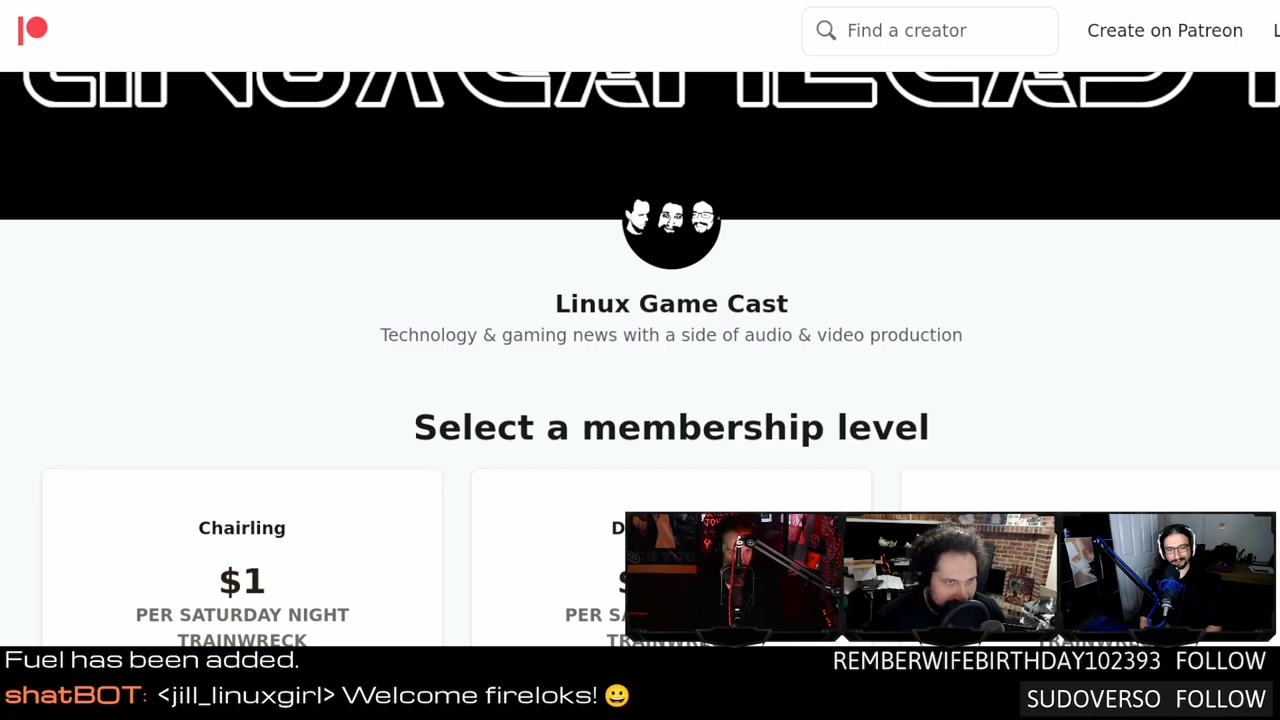 Find a creator
Create on Patreon
LINUXGAMECAST
Linux Game Cast
Technology & gaming news with a side of audio & video production
Select a membership level
Chairling
$1
PER SATURDAY NIGHT
TRAINWRECK
Fuel has been added.
shatBOT: <jill_linuxgirl> Welcome fireloks! 😀
REMBERWIFEBIRTHDAY102393 FOLLOW
SUDOVERSO FOLLOW